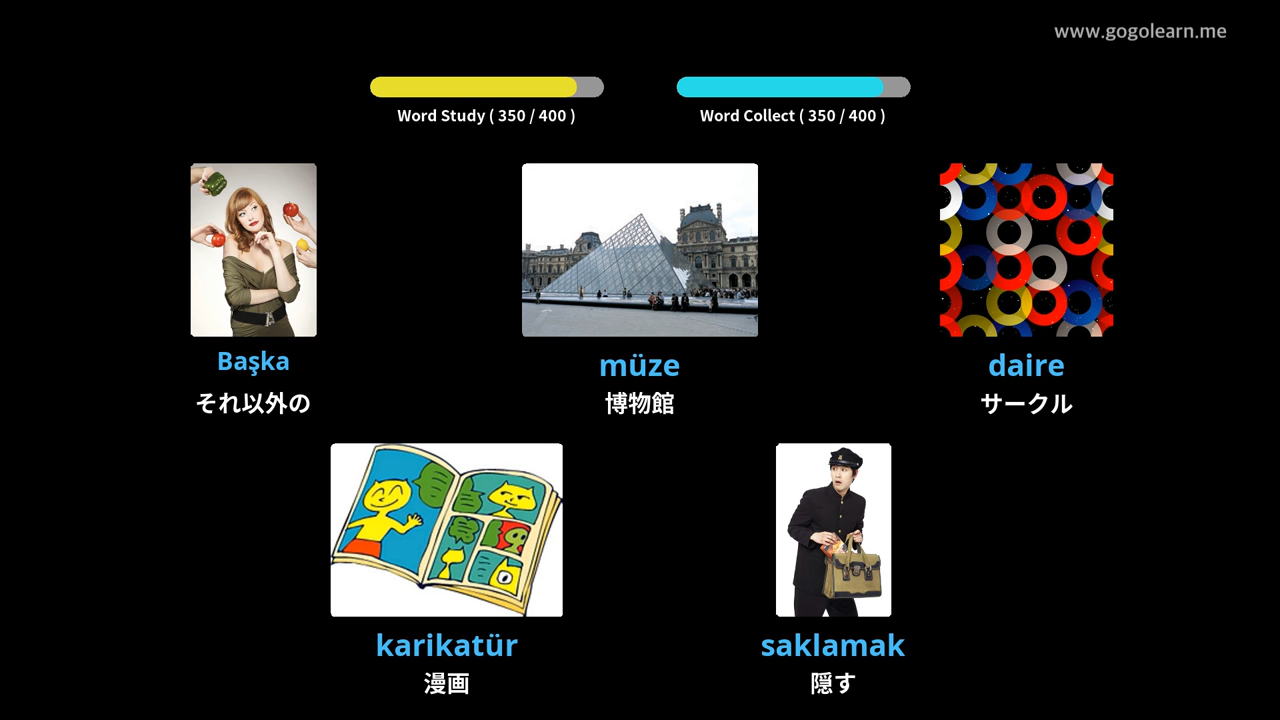 www.gogolearn.me
Word Study ( 350 / 400 )
Word Collect ( 350 / 400 )
Başka
それ以外の
müze
博物館
daire
サークル
karikatür
漫画
saklamak
隠す